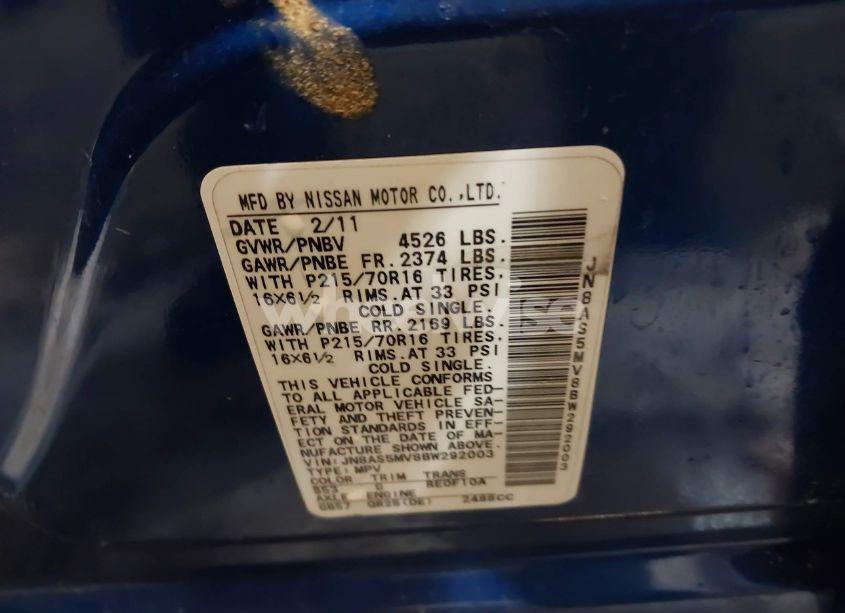 MFD BY NISSAN MOTOR CO.,LTD.
DATE 2/11
GVWR/PNBV 4526 LBS.
GAWR/PNBE FR. 2374 LBS.
WITH P215/70R16 TIRES,
16X6½ RIMS.AT 33 PSI
COLD SINGLE.
GAWR/PNBE RR. 2169 LBS.
WITH P215/70R16 TIRES,
16X6½ RIMS.AT 33 PSI
COLD SINGLE.
THIS VEHICLE CONFORMS
TO ALL APPLICABLE FED-
ERAL MOTOR VEHICLE SA-
FETY AND THEFT PREVEN-
TION STANDARDS IN EFF-
ECT ON THE DATE OF MA-
NUFACTURE SHOWN ABOVE.
VIN:JN8AS5MV8BW292003
TYPE: MPV
COLOR TRIM TRANS
G RE0F10A
AXLE ENGINE
QR25(DE) 2488CC
JN8AS5MV8BW292003